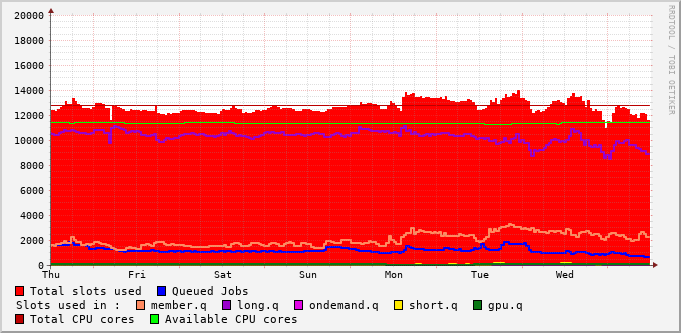 20000
18000
16000
14000
12000
10000
8000
6000
4000
2000
0
Thu Fri Sat Sun Mon Tue Wed
RRDTOOL / TOBI OETIKER
Total slots used Queued Jobs
Slots used in : member.q long.q ondemand.q short.q gpu.q
Total CPU cores Available CPU cores